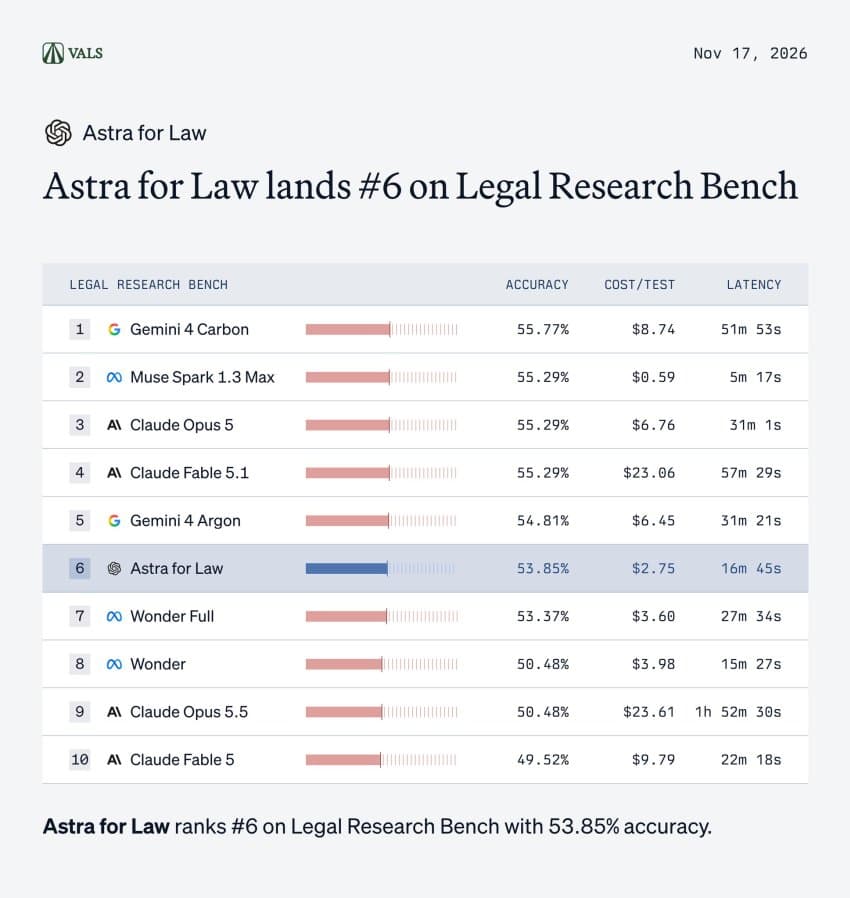 VALS
Nov 17, 2026
Astra for Law
Astra for Law lands #6 on Legal Research Bench
LEGAL RESEARCH BENCH ACCURACY COST/TEST LATENCY
1 Gemini 4 Carbon 55.77% $8.74 51m 53s
2 Muse Spark 1.3 Max 55.29% $0.59 5m 17s
3 Claude Opus 5 55.29% $6.76 31m 1s
4 Claude Fable 5.1 55.29% $23.06 57m 29s
5 Gemini 4 Argon 54.81% $6.45 31m 21s
6 Astra for Law 53.85% $2.75 16m 45s
7 Wonder Full 53.37% $3.60 27m 34s
8 Wonder 50.48% $3.98 15m 27s
9 Claude Opus 5.5 50.48% $23.61 1h 52m 30s
10 Claude Fable 5 49.52% $9.79 22m 18s
Astra for Law ranks #6 on Legal Research Bench with 53.85% accuracy.